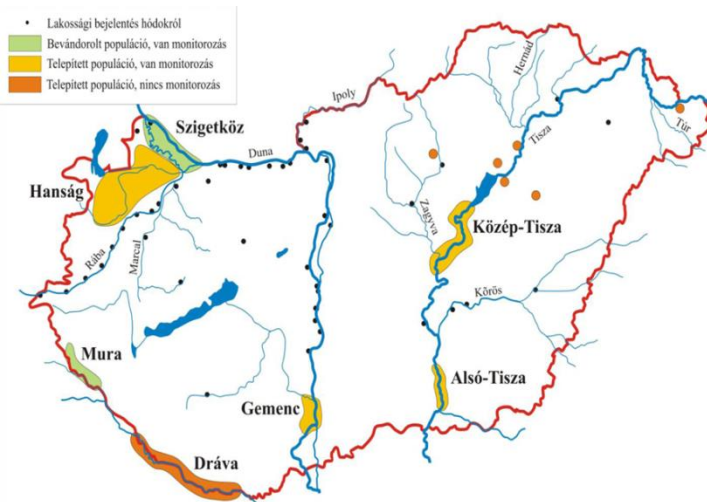 Lakossági bejelentés hódokról
Bevándorolt populáció, van monitorozás
Telepített populáció, van monitorozás
Telepített populáció, nincs monitorozás
Szigetköz
Duna
Ipoly
Hernád
Tisza
Túr
Hanság
Zagyva
Közép-Tisza
Rába
Marcal
Körös
Mura
Alsó-Tisza
Gemenc
Dráva